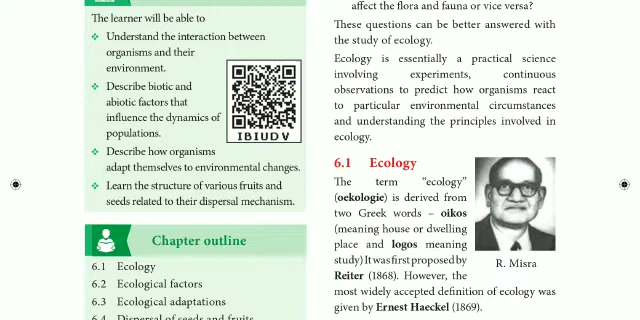 The learner will be able to
❖ Understand the interaction between
organisms and their
environment.
❖ Describe biotic and
abiotic factors that
influence the dynamics of
populations.
❖ Describe how organisms
adapt themselves to environmental changes.
❖ Learn the structure of various fruits and
seeds related to their dispersal mechanism.
IBIUDV
Chapter outline
6.1 Ecology
6.2 Ecological factors
6.3 Ecological adaptations
6.4 Dispersal of seeds and fruits
affect the flora and fauna or vice versa?
These questions can be better answered with
the study of ecology.
Ecology is essentially a practical science
involving experiments, continuous
observations to predict how organisms react
to particular environmental circumstances
and understanding the principles involved in
ecology.
6.1 Ecology
The term “ecology”
(oekologie) is derived from
two Greek words – oikos
(meaning house or dwelling
place and logos meaning
study) It was first proposed by
Reiter (1868). However, the
most widely accepted definition of ecology was
given by Ernest Haeckel (1869).
R. Misra